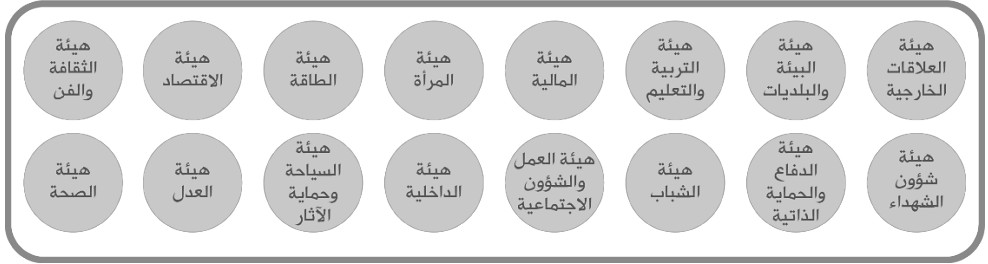 هيئة
العلاقات
الخارجية
هيئة
البيئة
والبلديات
هيئة
التربية
والتعليم
هيئة
المالية
هيئة
المرأة
هيئة
الطاقة
هيئة
الاقتصاد
هيئة
الثقافة
والفن
هيئة
شؤون
الشهداء
هيئة
الدفاع
والحماية
الذاتية
هيئة
الشباب
هيئة العمل
والشؤون
الاجتماعية
هيئة
الداخلية
هيئة
السياحة
وحماية
الآثار
هيئة
العدل
هيئة
الصحة